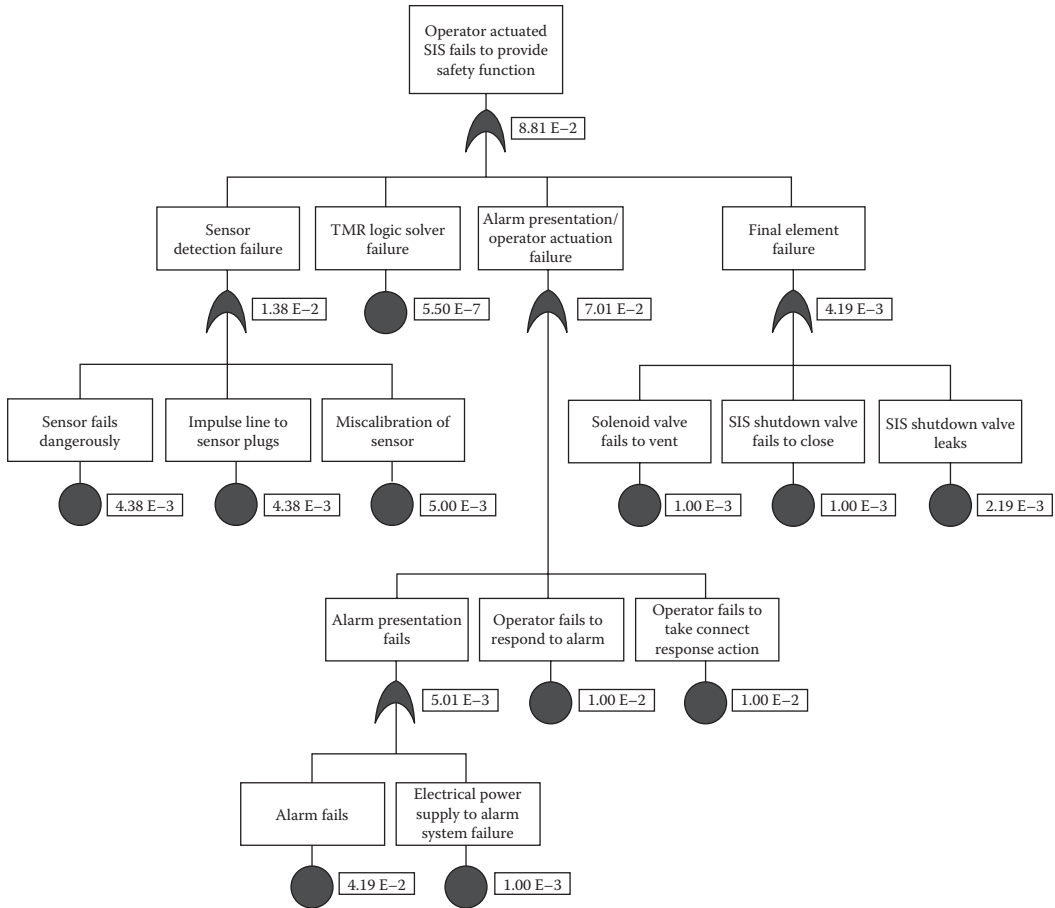 Operator actuated
SIS fails to provide
safety function
8.81 E–2
Sensor
detection failure
TMR logic solver
failure
Alarm presentation/
operator actuation
failure
Final element
failure
1.38 E–2
5.50 E–7
7.01 E–2
4.19 E–3
Sensor fails
dangerously
Impulse line to
sensor plugs
Miscalibration of
sensor
Solenoid valve
fails to vent
SIS shutdown valve
fails to close
SIS shutdown valve
leaks
4.38 E–3
4.38 E–3
5.00 E–3
1.00 E–3
1.00 E–3
2.19 E–3
Alarm presentation
fails
Operator fails to
respond to alarm
Operator fails to
take connect
response action
5.01 E–3
1.00 E–2
1.00 E–2
Alarm fails
Electrical power
supply to alarm
system failure
4.19 E–2
1.00 E–3